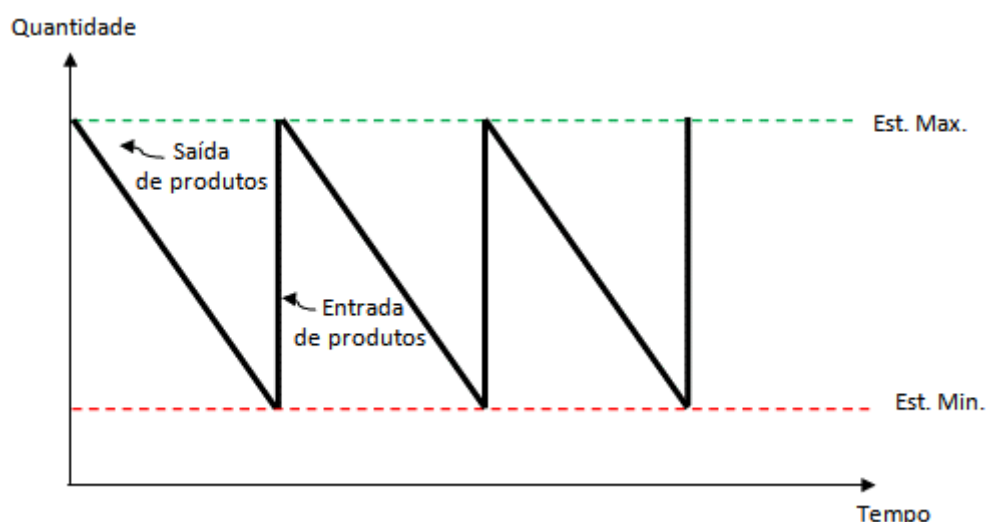 Quantidade
Est. Max.
Saída
de produtos
Entrada
de produtos
Est. Min.
Tempo